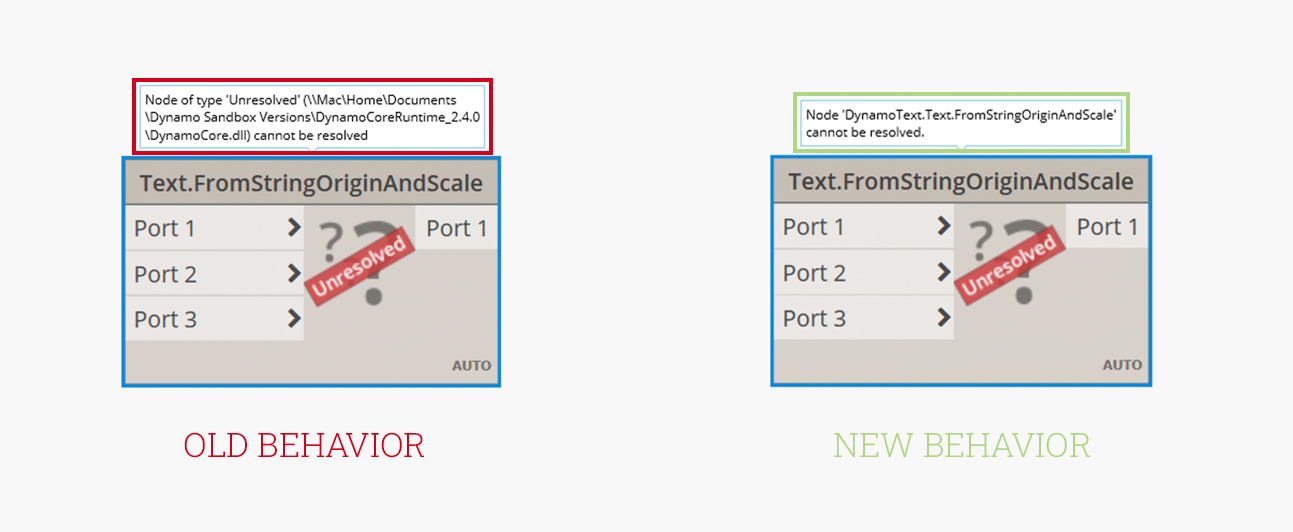 Node of type 'Unresolved' (\\Mac\Home\Documents
\Dynamo Sandbox Versions\DynamoCoreRuntime_2.4.0
\DynamoCore.dll) cannot be resolved
Text.FromStringOriginAndScale
Port 1
Port 1
Port 2
Port 3
??
Unresolved
AUTO
OLD BEHAVIOR
Node 'DynamoText.Text.FromStringOriginAndScale'
cannot be resolved.
Text.FromStringOriginAndScale
Port 1
Port 1
Port 2
Port 3
??
Unresolved
AUTO
NEW BEHAVIOR